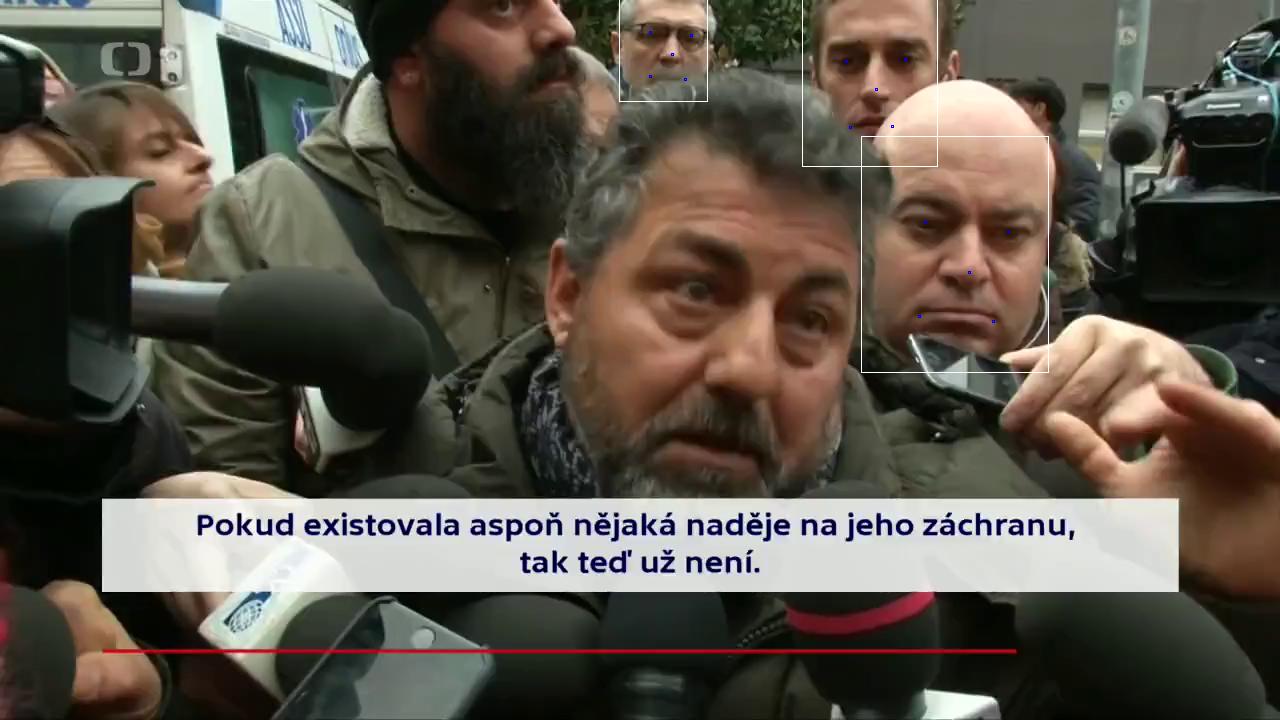 Pokud existovala aspoň nějaká naděje na jeho záchranu,
tak teď už není.